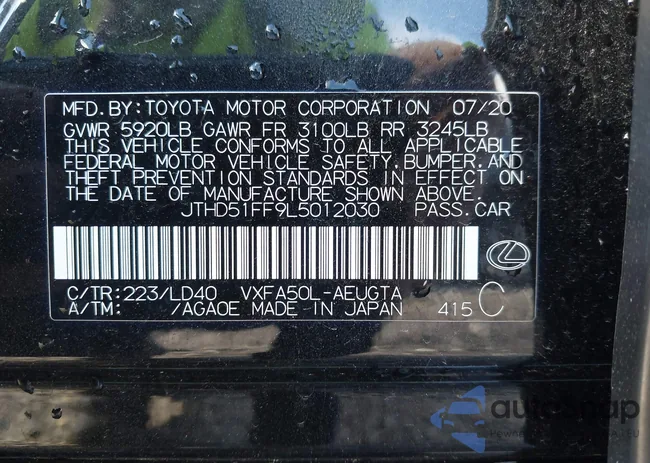 MFD. BY: TOYOTA MOTOR CORPORATION 07/20
GVWR 5920LB GAWR FR 3100LB RR 3245LB
THIS VEHICLE CONFORMS TO ALL APPLICABLE
FEDERAL MOTOR VEHICLE SAFETY, BUMPER, AND
THEFT PREVENTION STANDARDS IN EFFECT ON
THE DATE OF MANUFACTURE SHOWN ABOVE.
JTHD51FF9L5012030 PASS. CAR
C/TR: 223/LD40 VXFA50L-AEUGTA
A/TM: /AGA0E MADE IN JAPAN 415 C
autosnap